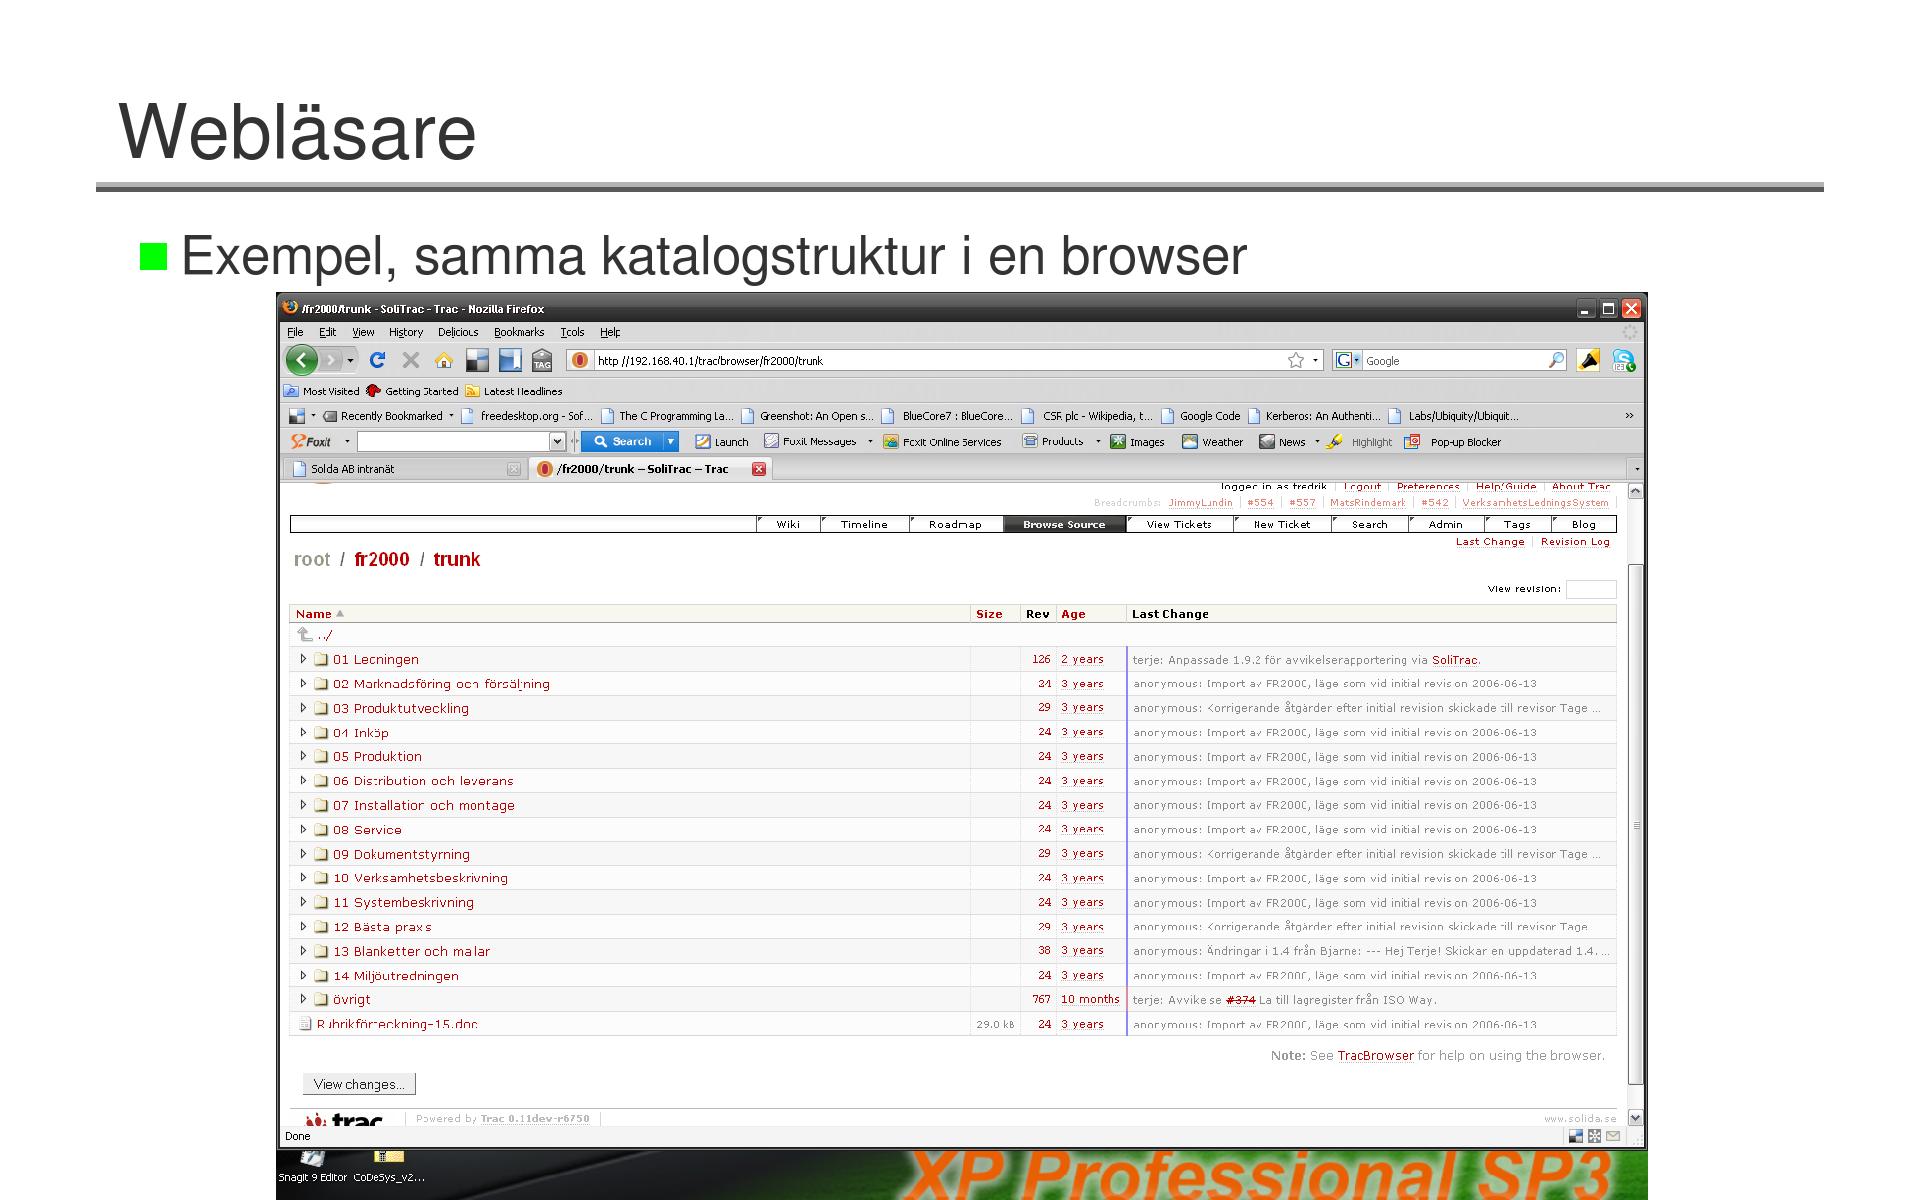 Webläsare
Exempel, samma katalogstruktur i en browser
/fr2000/trunk - SoliTrac - Trac - Mozilla Firefox
File Edit View History Delicious Bookmarks Tools Help
TAG http://192.168.40.1/trac/browser/fr2000/trunk G Google
Most Visited Getting Started Latest Headlines
Recently Bookmarked freedesktop.org - Sof... The C Programming La... Greenshot: An Open s... BlueCore7 : BlueCore... CSR plc - Wikipedia, t... Google Code Kerberos: An Authenti... Labs/Ubiquity/Ubiquit... »
Foxit Search Launch Foxit Messages Foxit Online Services Products Images Weather News Highlight Pop-up Blocker
Solda AB intranät /fr2000/trunk – SoliTrac – Trac
logged in as fredrik Logout Preferences Help/Guide About Trac
Breadcrumbs: JimmyLundin #554 #557 MatsRindemark #542 VerksamhetsLedningsSystem
Wiki Timeline Roadmap Browse Source View Tickets New Ticket Search Admin Tags Blog
Last Change Revision Log
root / fr2000 / trunk
View revision:
Name Size Rev Age Last Change
../
01 Ledningen 126 2 years terje: Anpassade 1.9.2 för avvikelserapportering via SoliTrac.
02 Marknadsföring och försäljning 24 3 years anonymous: Import av FR2000, läge som vid initial revision 2006-06-13
03 Produktutveckling 29 3 years anonymous: Korrigerande åtgärder efter initial revision skickade till revisor Tage ...
04 Inköp 24 3 years anonymous: Import av FR2000, läge som vid initial revision 2006-06-13
05 Produktion 24 3 years anonymous: Import av FR2000, läge som vid initial revision 2006-06-13
06 Distribution och leverans 24 3 years anonymous: Import av FR2000, läge som vid initial revision 2006-06-13
07 Installation och montage 24 3 years anonymous: Import av FR2000, läge som vid initial revision 2006-06-13
08 Service 24 3 years anonymous: Import av FR2000, läge som vid initial revision 2006-06-13
09 Dokumentstyrning 29 3 years anonymous: Korrigerande åtgärder efter initial revision skickade till revisor Tage ...
10 Verksamhetsbeskrivning 24 3 years anonymous: Import av FR2000, läge som vid initial revision 2006-06-13
11 Systembeskrivning 24 3 years anonymous: Import av FR2000, läge som vid initial revision 2006-06-13
12 Bästa praxis 29 3 years anonymous: Korrigerande åtgärder efter initial revision skickade till revisor Tage ...
13 Blanketter och mallar 38 3 years anonymous: Ändringar i 1.4 från Bjarne: --- Hej Terje! Skickar en uppdaterad 1.4. ...
14 Miljöutredningen 24 3 years anonymous: Import av FR2000, läge som vid initial revision 2006-06-13
övrigt 767 10 months terje: Avvikelse #374 La till lagregister från ISO Way.
Rubrikförteckning-15.doc 29.0 kB 24 3 years anonymous: Import av FR2000, läge som vid initial revision 2006-06-13
Note: See TracBrowser for help on using the browser.
View changes...
trac Powered by Trac 0.11dev-r6750 www.solida.se
Done
Snagit 9 Editor CoDeSys_v2...
XP Professional SP3